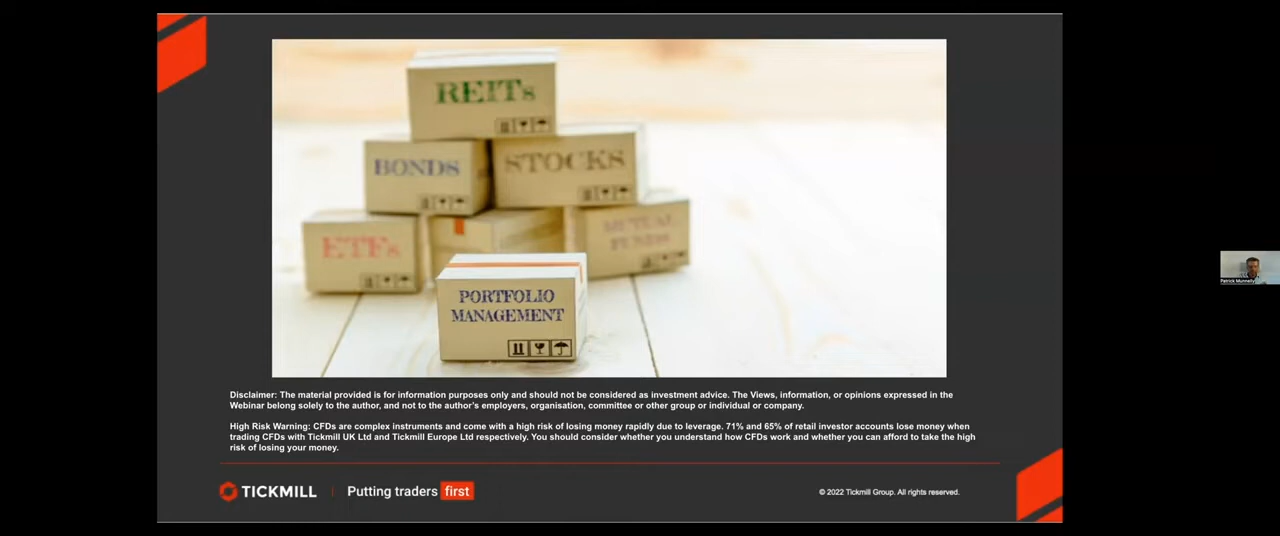 REITs
BONDS
STOCKS
ETFs
MUTUAL
FUNDS
PORTFOLIO
MANAGEMENT
Patrick Munnelly
Disclaimer: The material provided is for information purposes only and should not be considered as investment advice. The Views, information, or opinions expressed in the
Webinar belong solely to the author, and not to the author's employers, organisation, committee or other group or individual or company.
High Risk Warning: CFDs are complex instruments and come with a high risk of losing money rapidly due to leverage. 71% and 65% of retail investor accounts lose money when
trading CFDs with Tickmill UK Ltd and Tickmill Europe Ltd respectively. You should consider whether you understand how CFDs work and whether you can afford to take the high
risk of losing your money.
TICKMILL | Putting traders first
© 2022 Tickmill Group. All rights reserved.